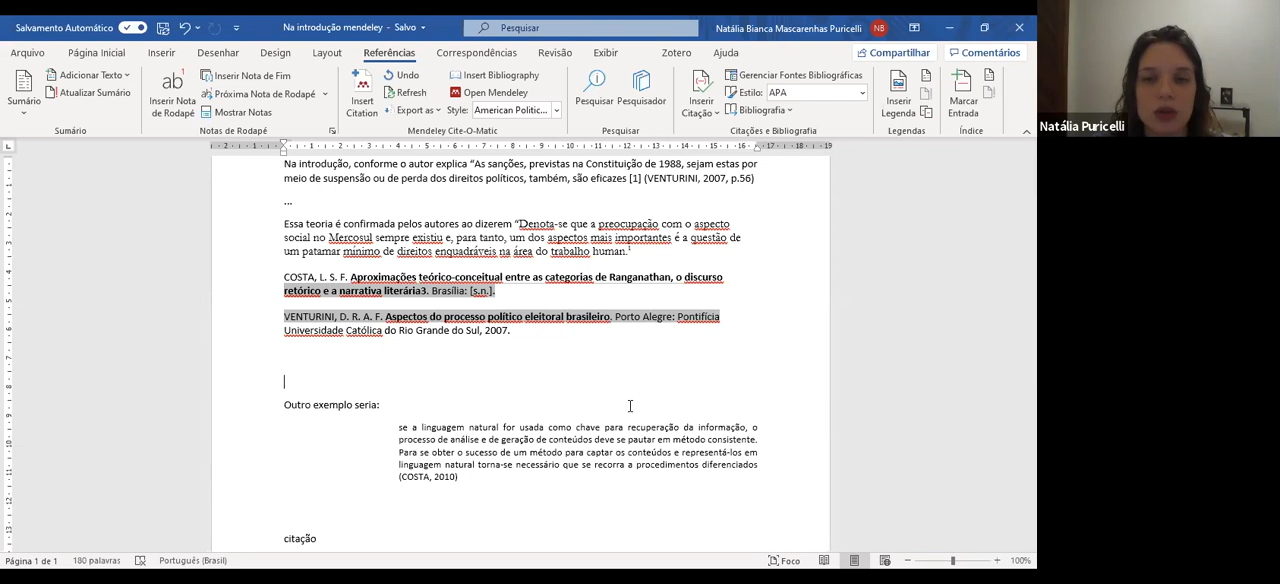 Salvamento Automático
Na introdução mendeley - Salvo
Pesquisar
Natália Bianca Mascarenhas Puricelli
NB
Arquivo Página Inicial Inserir Desenhar Design Layout Referências Correspondências Revisão Exibir Zotero Ajuda Compartilhar Comentários
Sumário
Adicionar Texto
Atualizar Sumário
Sumário
ab
Inserir Nota de Rodapé
Inserir Nota de Fim
Próxima Nota de Rodapé
Mostrar Notas
Notas de Rodapé
Insert Citation
Undo
Refresh
Export as
Insert Bibliography
Open Mendeley
Style: American Politic...
Mendeley Cite-O-Matic
Pesquisar
Pesquisador
Pesquisar
Inserir Citação
Gerenciar Fontes Bibliográficas
Estilo: APA
Bibliografia
Citações e Bibliografia
Inserir Legenda
Legendas
Marcar Entrada
Índice
Natália Puricelli
Na introdução, conforme o autor explica “As sanções, previstas na Constituição de 1988, sejam estas por
meio de suspensão ou de perda dos direitos políticos, também, são eficazes [1] (VENTURINI, 2007, p.56)
...
Essa teoria é confirmada pelos autores ao dizerem “Denota-se que a preocupação com o aspecto
social no Mercosul sempre existiu e, para tanto, um dos aspectos mais importantes é a questão de
um patamar mínimo de direitos enquadráveis na área do trabalho human.
COSTA, L. S. F. Aproximações teórico-conceitual entre as categorias de Ranganathan, o discurso
retórico e a narrativa literária3. Brasília: [s.n.].
VENTURINI, D. R. A. F. Aspectos do processo político eleitoral brasileiro. Porto Alegre: Pontifícia
Universidade Católica do Rio Grande do Sul, 2007.
Outro exemplo seria:
se a linguagem natural for usada como chave para recuperação da informação, o
processo de análise e de geração de conteúdos deve se pautar em método consistente.
Para se obter o sucesso de um método para captar os conteúdos e representá-los em
linguagem natural torna-se necessário que se recorra a procedimentos diferenciados
(COSTA, 2010)
citação
Página 1 de 1 180 palavras Português (Brasil) Foco 100%